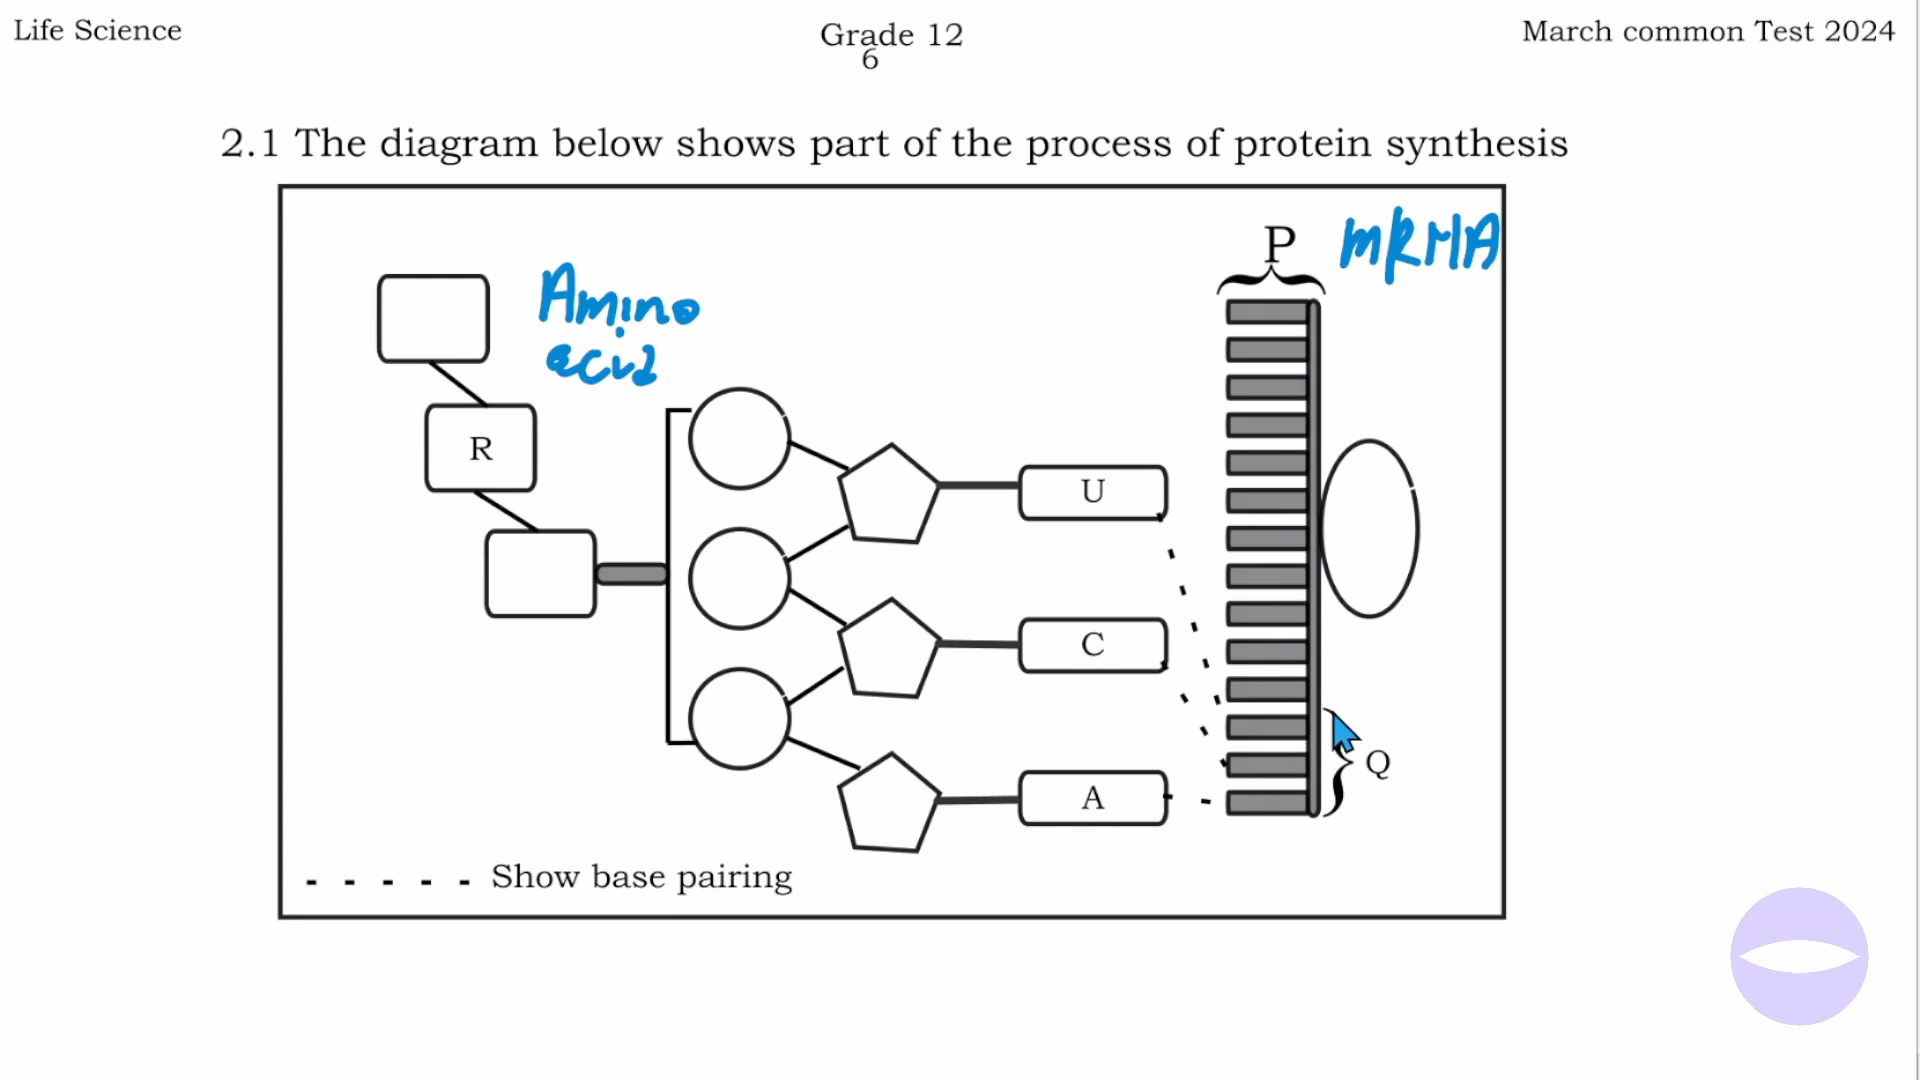 Life Science
Grade 12
March common Test 2024
6
2.1 The diagram below shows part of the process of protein synthesis
P
mRNA
Amino
acid
R
U
C
Q
A
- - - - - Show base pairing